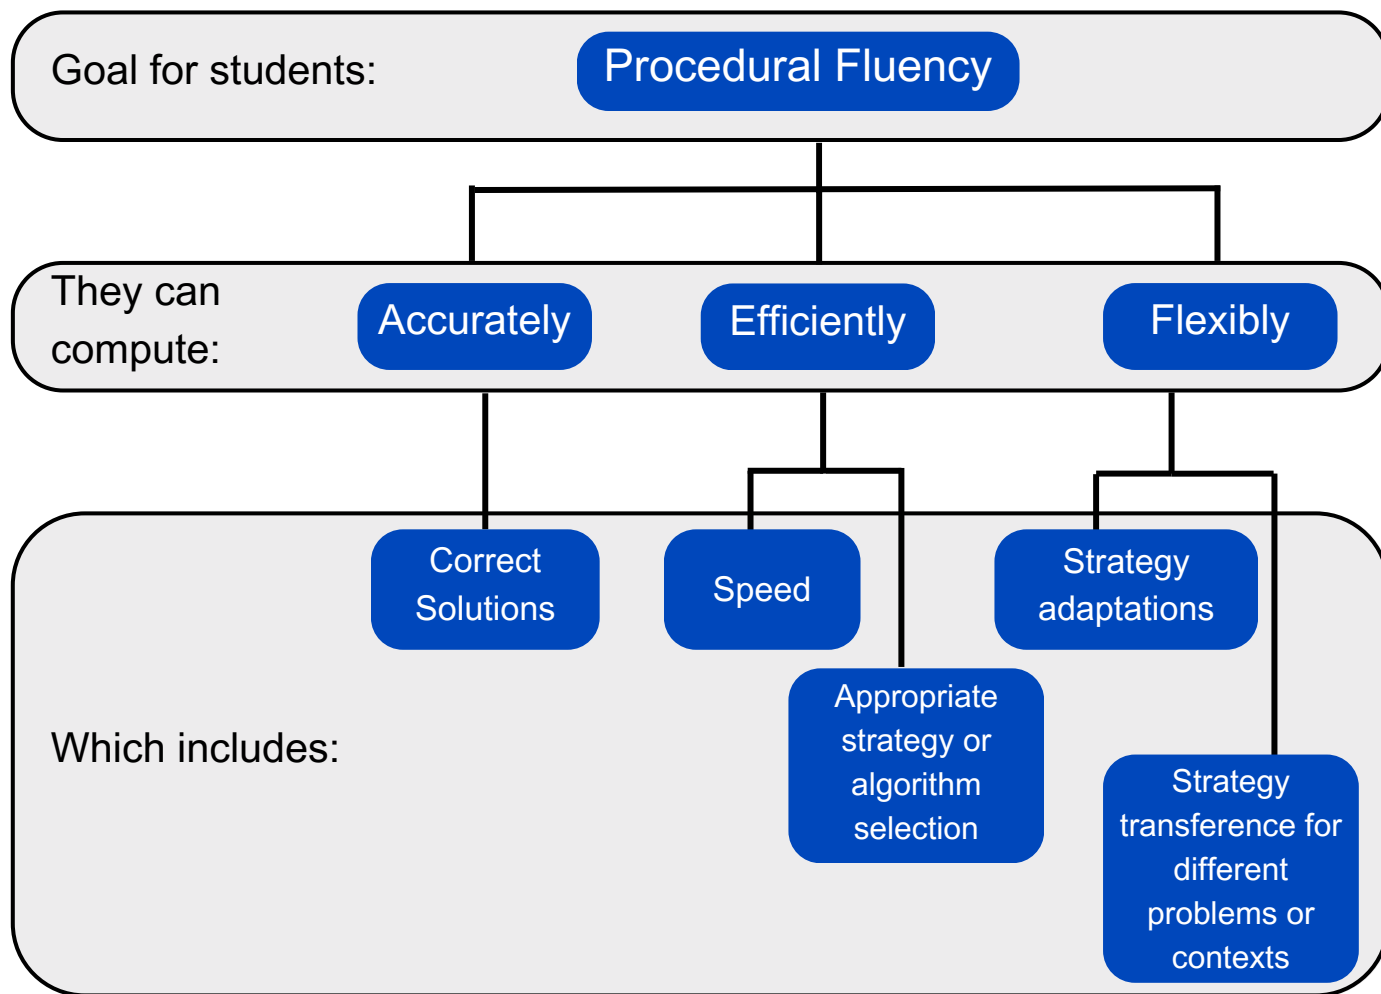 Goal for students:
Procedural Fluency
They can
compute:
Accurately
Efficiently
Flexibly
Which includes:
Correct
Solutions
Speed
Appropriate
strategy or
algorithm
selection
Strategy
adaptations
Strategy
transference for
different
problems or
contexts